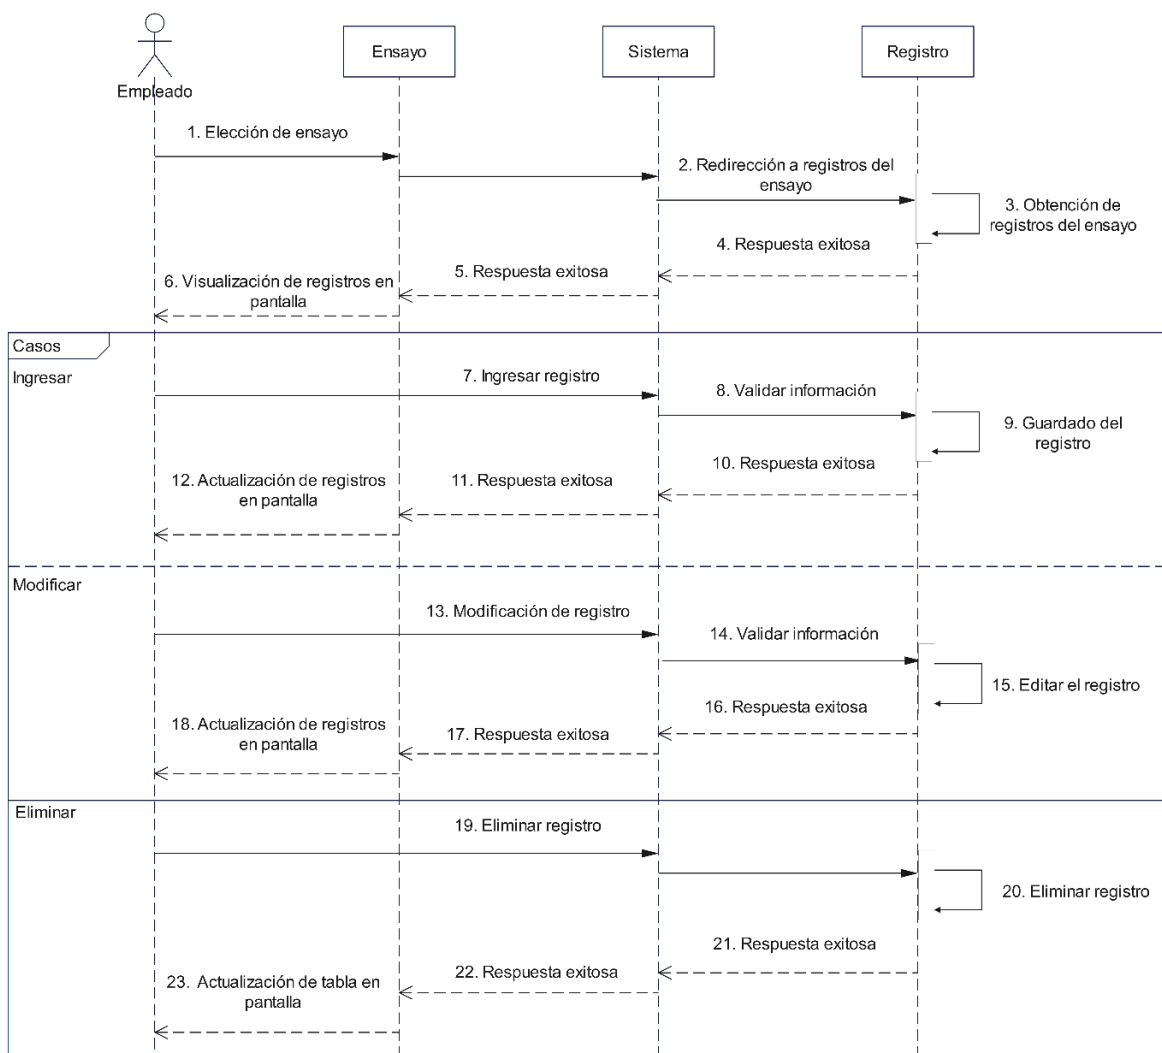 Empleado
Ensayo
Sistema
Registro
1. Elección de ensayo
2. Redirección a registros del
ensayo
3. Obtención de
registros del ensayo
4. Respuesta exitosa
5. Respuesta exitosa
6. Visualización de registros en
pantalla
Casos
Ingresar
7. Ingresar registro
8. Validar información
9. Guardado del
registro
10. Respuesta exitosa
11. Respuesta exitosa
12. Actualización de registros
en pantalla
Modificar
13. Modificación de registro
14. Validar información
15. Editar el registro
16. Respuesta exitosa
17. Respuesta exitosa
18. Actualización de registros
en pantalla
Eliminar
19. Eliminar registro
20. Eliminar registro
21. Respuesta exitosa
22. Respuesta exitosa
23. Actualización de tabla en
pantalla